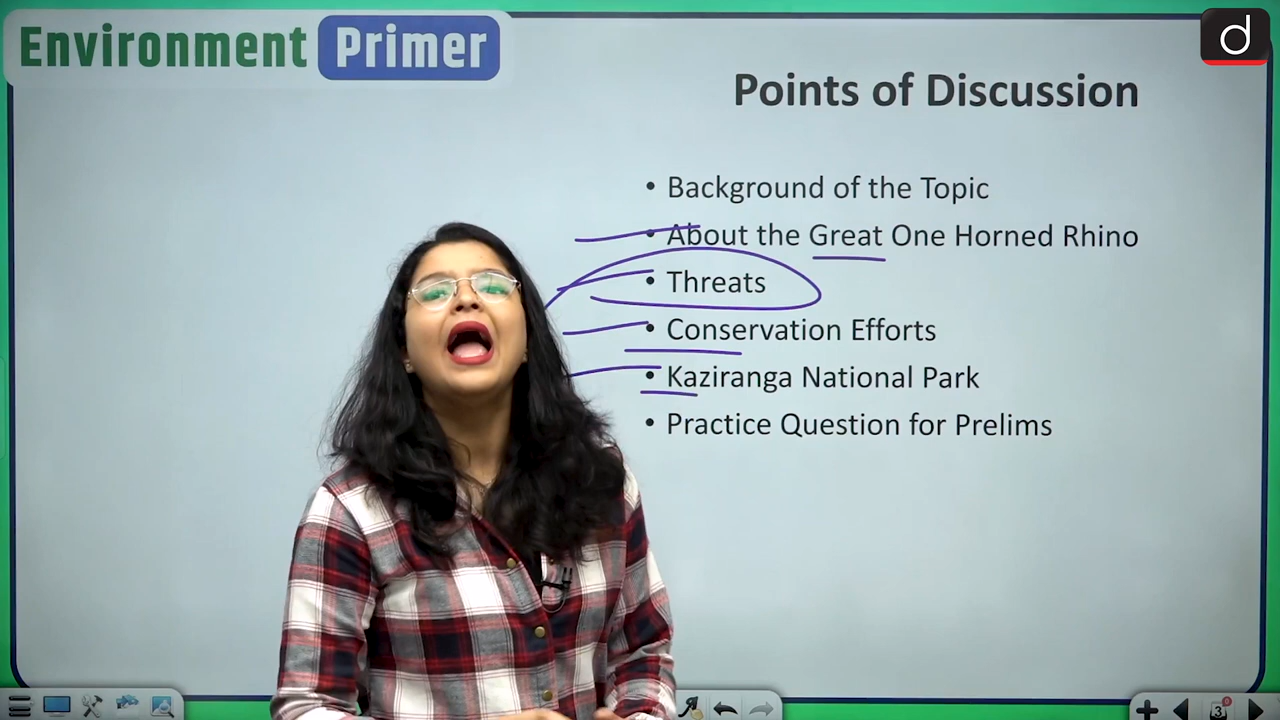 Environment Primer
d
Points of Discussion
• Background of the Topic
• About the Great One Horned Rhino
• Threats
• Conservation Efforts
• Kaziranga National Park
• Practice Question for Prelims
3